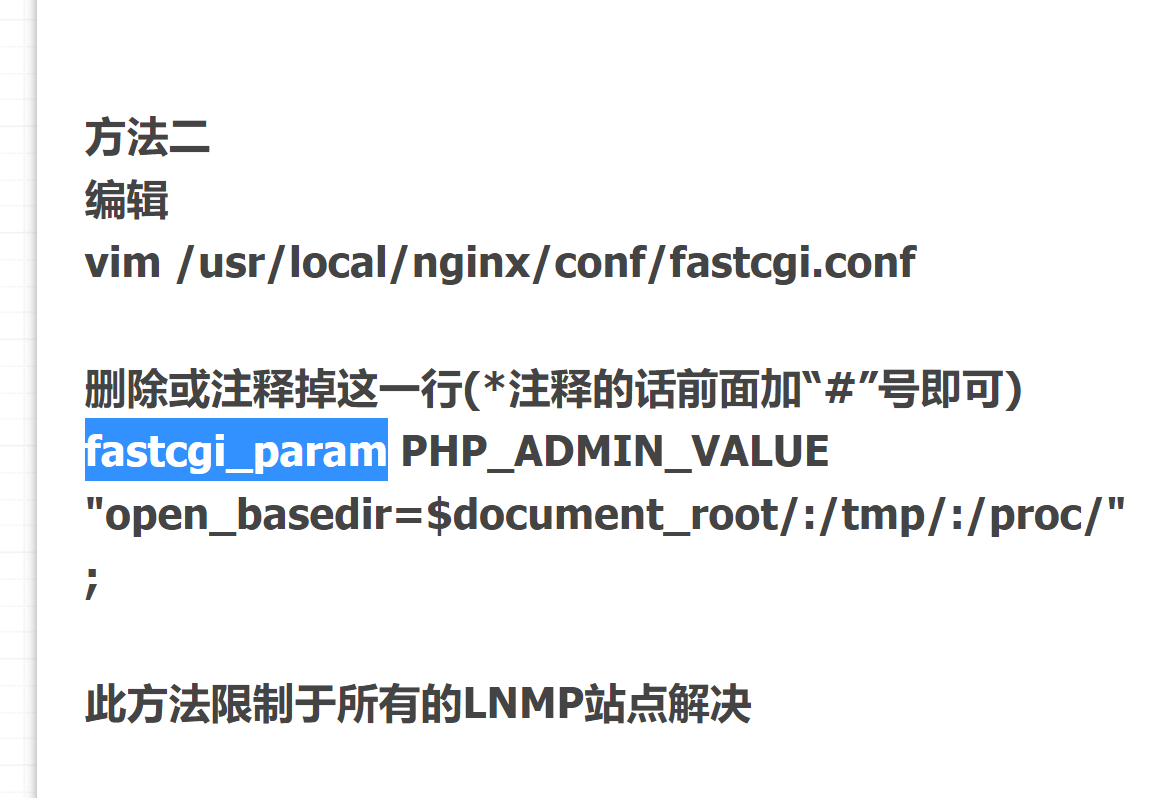 方法二
编辑
vim /usr/local/nginx/conf/fastcgi.conf
删除或注释掉这一行(*注释的话前面加“#”号即可)
fastcgi_param PHP_ADMIN_VALUE
"open_basedir=$document_root/:/tmp/:/proc/"
;
此方法限制于所有的LNMP站点解决